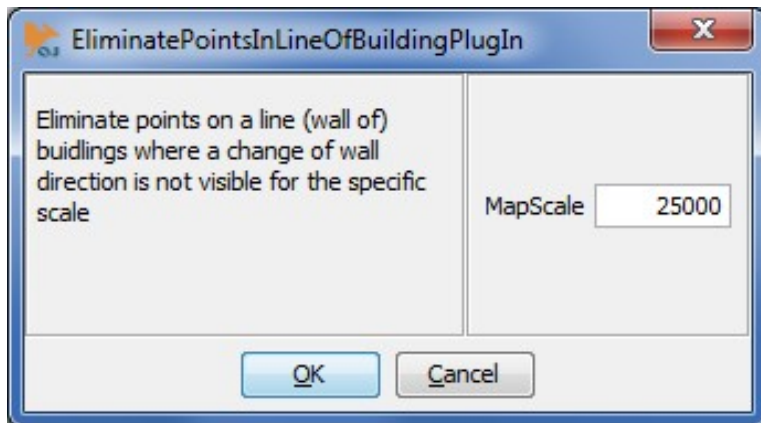 EliminatePointsInLineOfBuildingPlugIn
Eliminate points on a line (wall of)
buidlings where a change of wall
direction is not visible for the specific
scale
MapScale 25000
OK Cancel